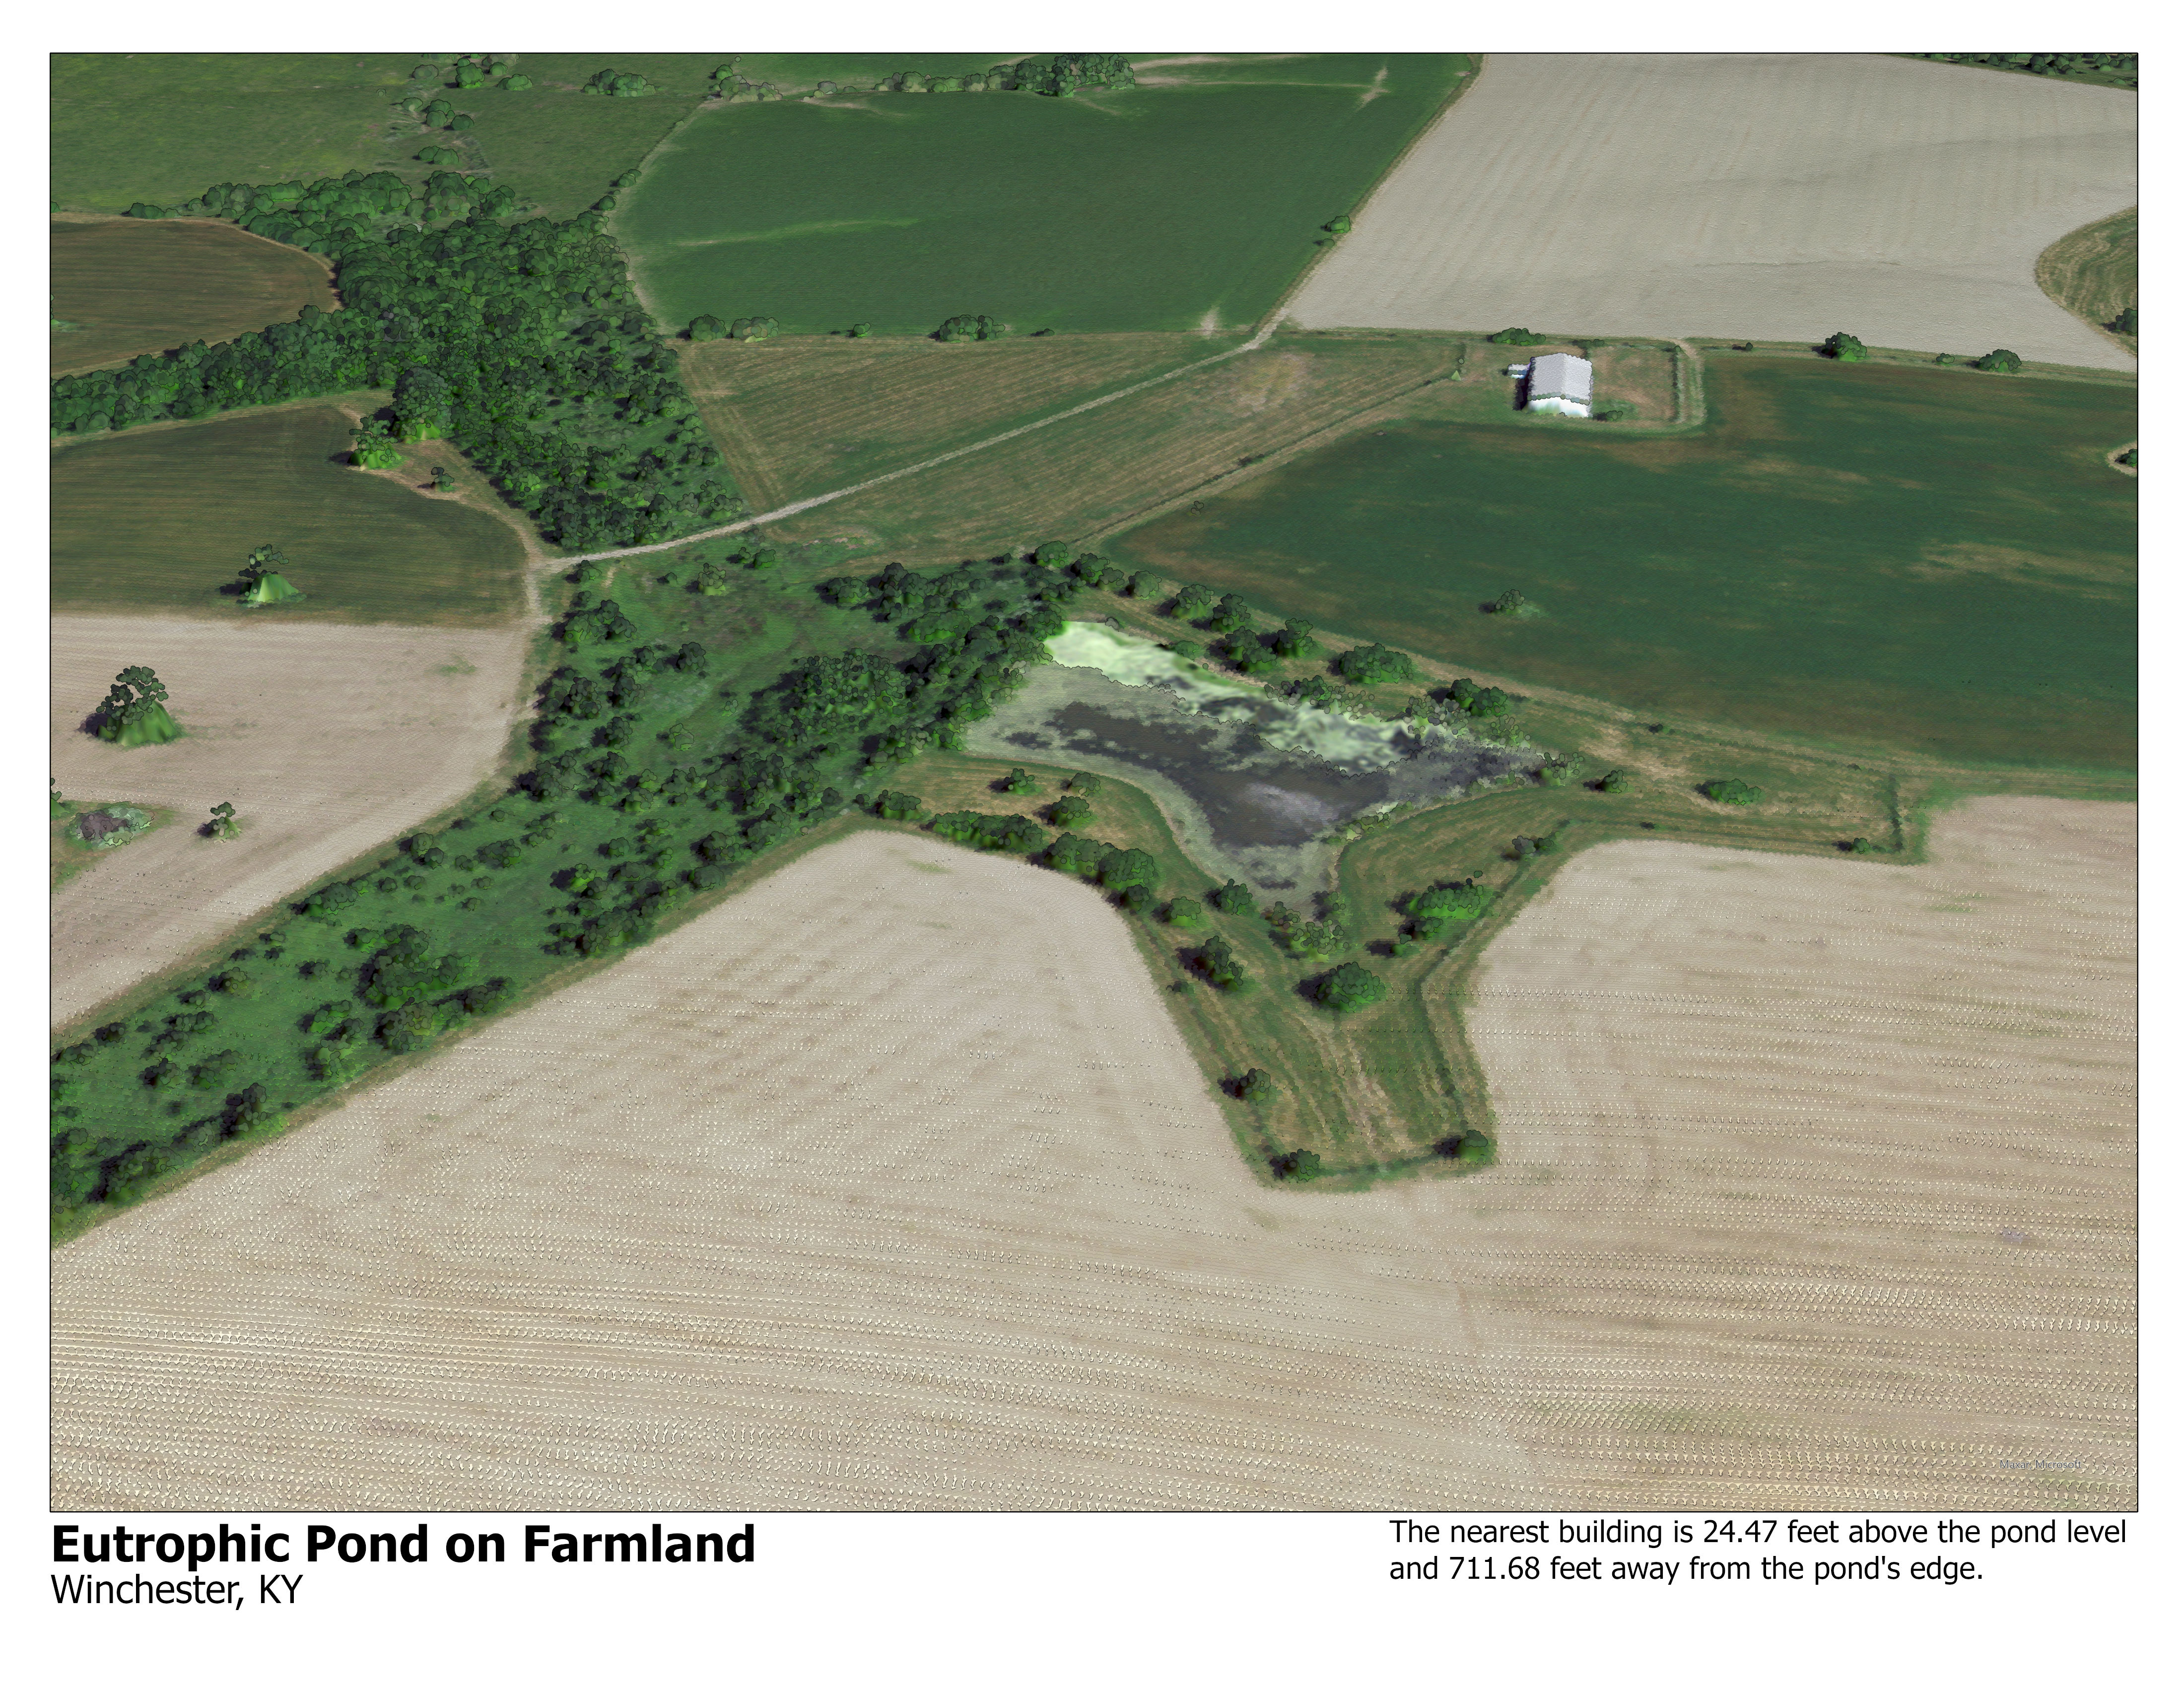 Maxar, Microsoft
Eutrophic Pond on Farmland
Winchester, KY
The nearest building is 24.47 feet above the pond level
and 711.68 feet away from the pond's edge.